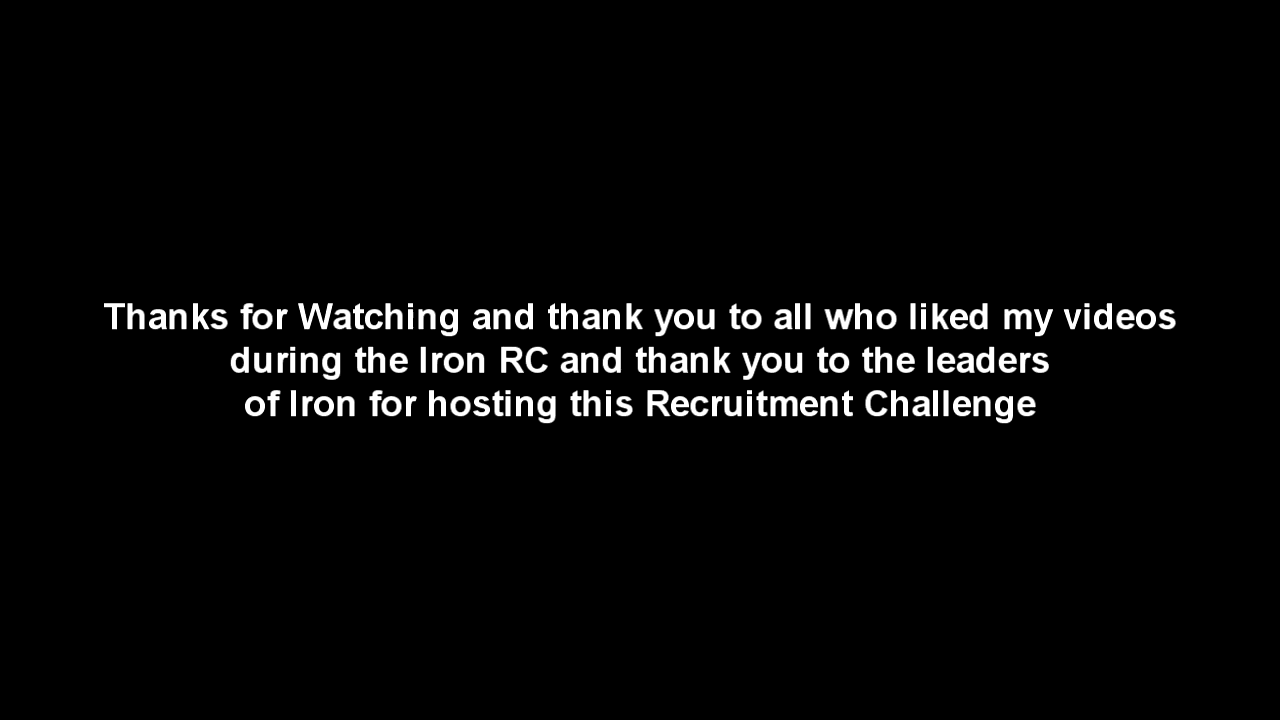 Thanks for Watching and thank you to all who liked my videos
during the Iron RC and thank you to the leaders
of Iron for hosting this Recruitment Challenge